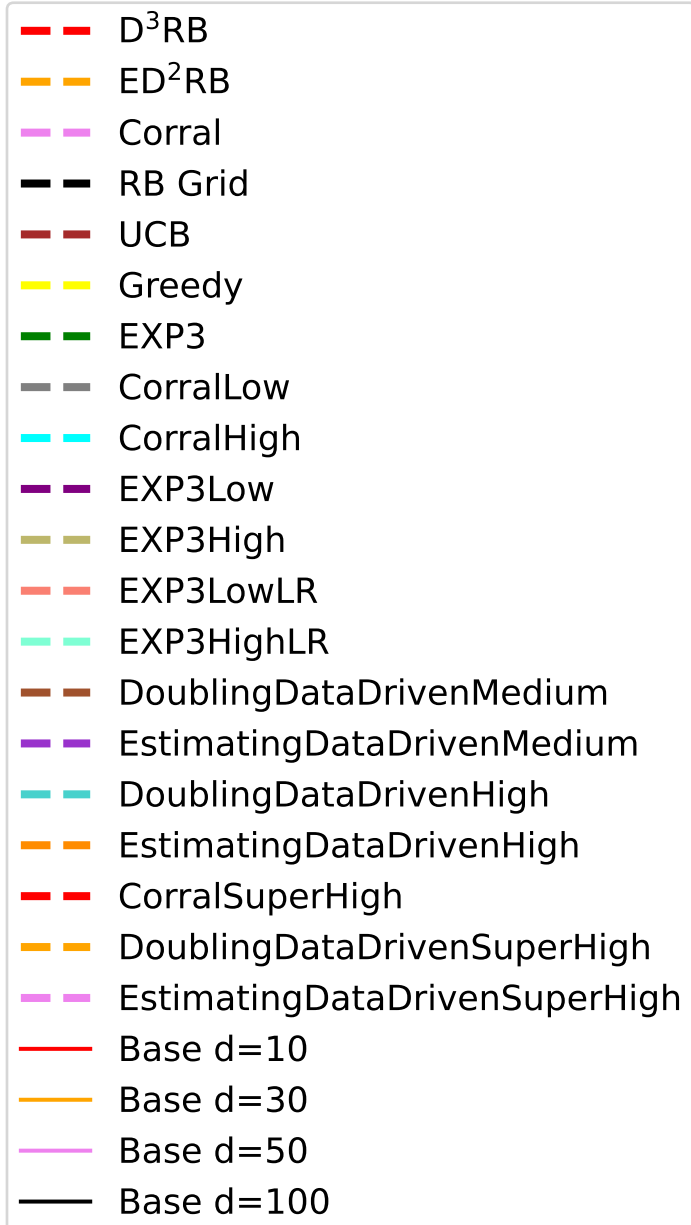 D³RB
ED²RB
Corral
RB Grid
UCB
Greedy
EXP3
CorralLow
CorralHigh
EXP3Low
EXP3High
EXP3LowLR
EXP3HighLR
DoublingDataDrivenMedium
EstimatingDataDrivenMedium
DoublingDataDrivenHigh
EstimatingDataDrivenHigh
CorralSuperHigh
DoublingDataDrivenSuperHigh
EstimatingDataDrivenSuperHigh
Base d=10
Base d=30
Base d=50
Base d=100